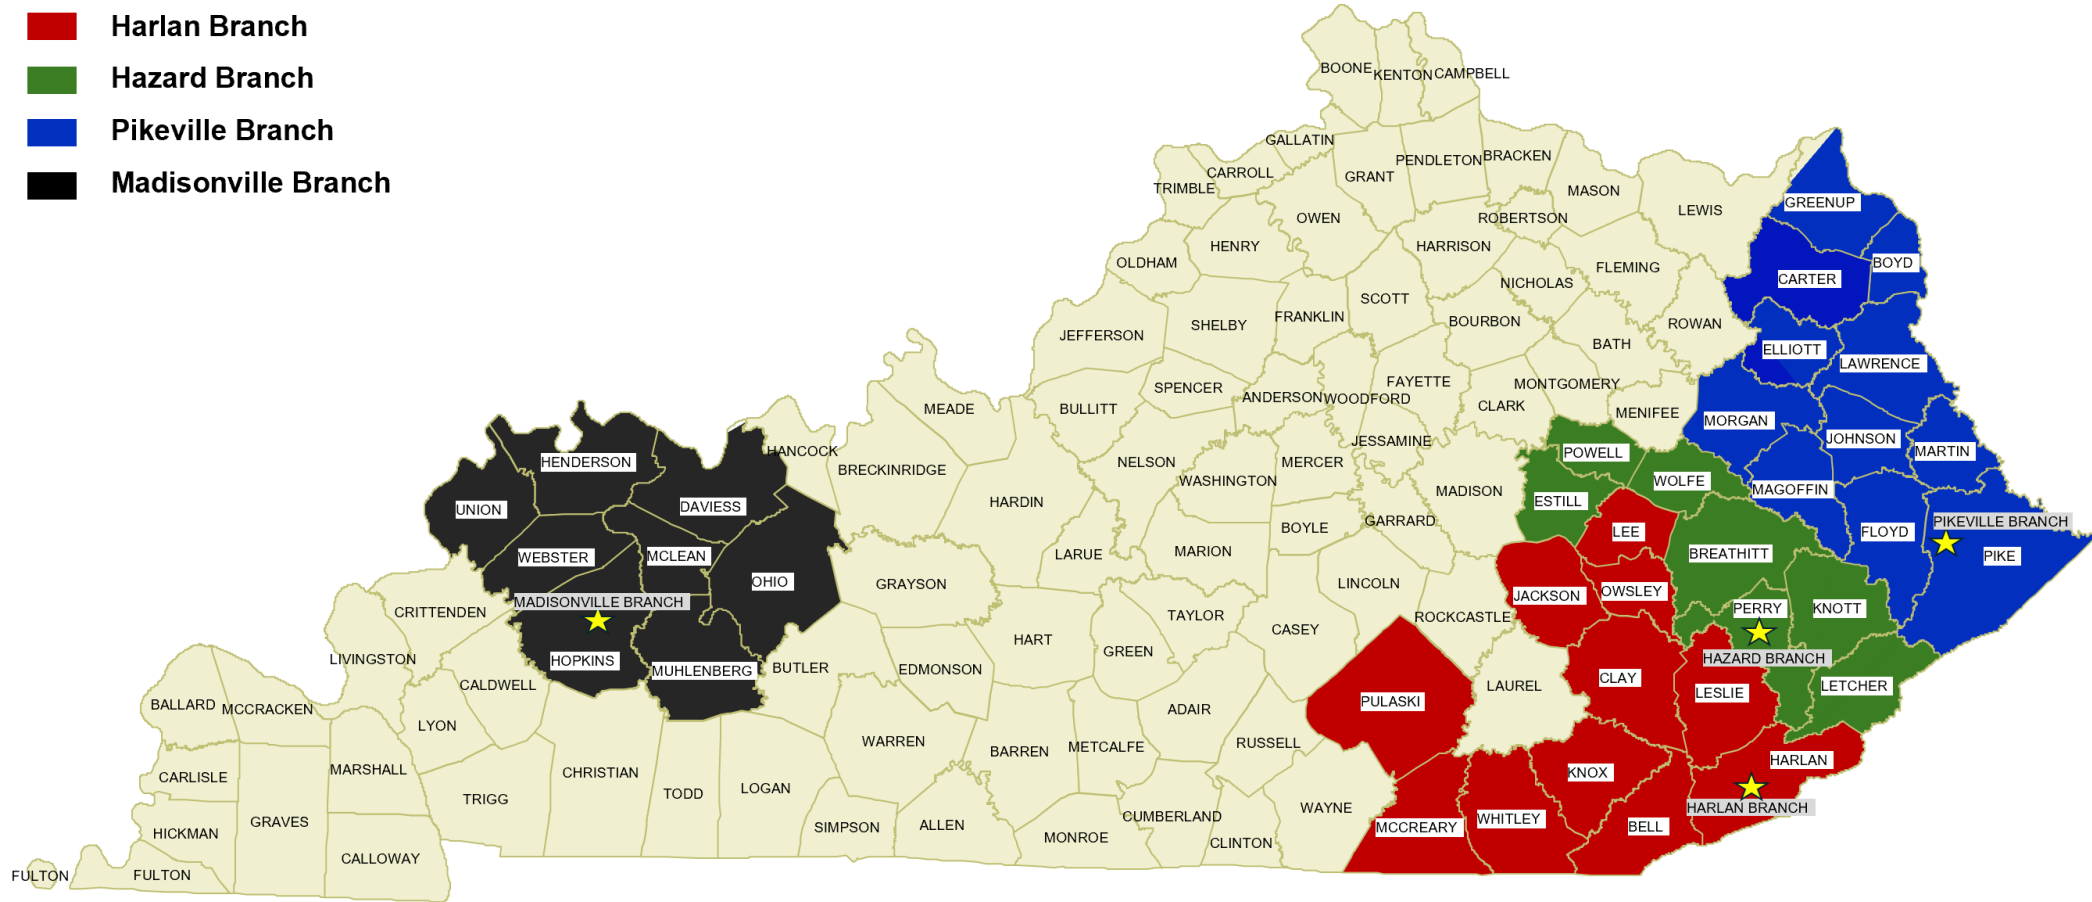 Harlan Branch
Hazard Branch
Pikeville Branch
Madisonville Branch
BOONE
KENTON
CAMPBELL
GALLATIN
CARROLL
TRIMBLE
GRANT
PENDLETON
BRACKEN
MASON
LEWIS
GREENUP
OWEN
ROBERTSON
HENRY
HARRISON
OLDHAM
FLEMING
BOYD
CARTER
NICHOLAS
SCOTT
FRANKLIN
SHELBY
BOURBON
ROWAN
JEFFERSON
BATH
ELLIOTT
LAWRENCE
SPENCER
FAYETTE
MONTGOMERY
ANDERSON
WOODFORD
CLARK
MEADE
BULLITT
MENIFEE
MORGAN
JOHNSON
MARTIN
JESSAMINE
HANCOCK
POWELL
HENDERSON
BRECKINRIDGE
NELSON
MERCER
WASHINGTON
WOLFE
MAGOFFIN
MADISON
UNION
DAVIESS
HARDIN
ESTILL
GARRARD
PIKEVILLE BRANCH
BOYLE
LEE
FLOYD
WEBSTER
MCLEAN
LARUE
MARION
BREATHITT
PIKE
OHIO
GRAYSON
LINCOLN
OWSLEY
JACKSON
MADISONVILLE BRANCH
CRITTENDEN
TAYLOR
ROCKCASTLE
PERRY
KNOTT
CASEY
HART
GREEN
LIVINGSTON
HOPKINS
MUHLENBERG
BUTLER
EDMONSON
HAZARD BRANCH
CALDWELL
LAUREL
CLAY
LESLIE
LETCHER
BALLARD
MCCRACKEN
PULASKI
ADAIR
LYON
WARREN
BARREN
METCALFE
RUSSELL
HARLAN
CARLISLE
MARSHALL
CHRISTIAN
KNOX
TRIGG
TODD
LOGAN
WAYNE
HARLAN BRANCH
CUMBERLAND
GRAVES
HICKMAN
SIMPSON
ALLEN
MONROE
CLINTON
MCCREARY
WHITLEY
BELL
CALLOWAY
FULTON
FULTON